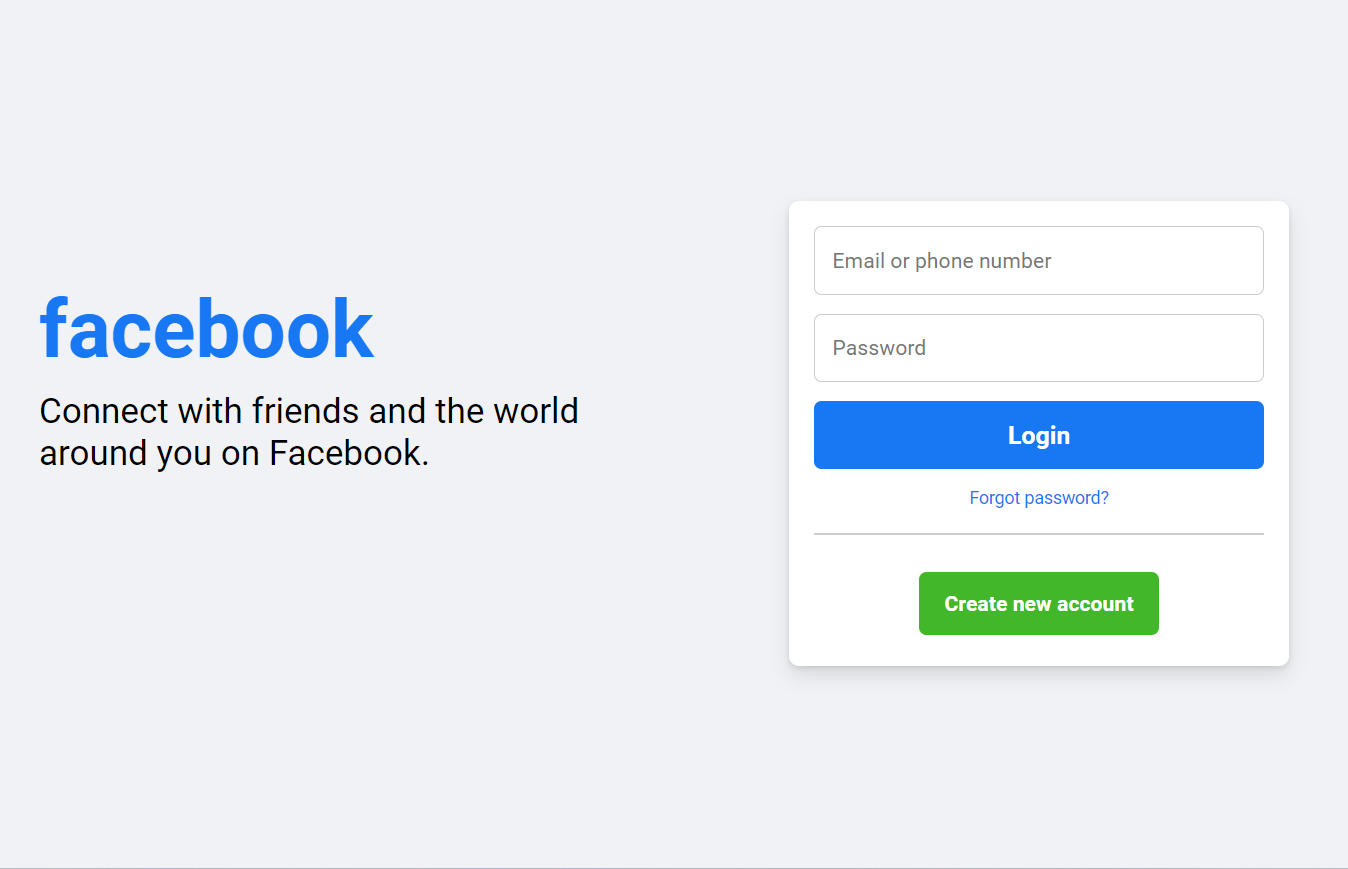 facebook
Connect with friends and the world
around you on Facebook.
Email or phone number
Password
Login
Forgot password?
Create new account